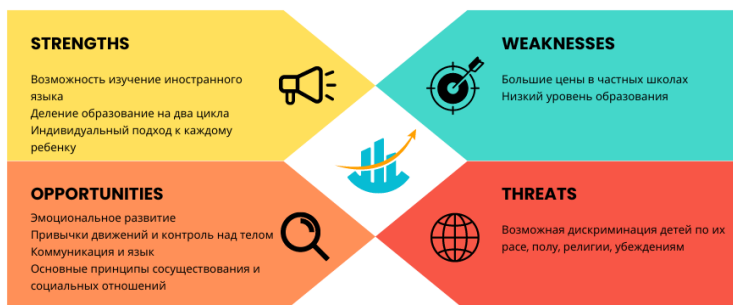 STRENGTHS
Возможность изучение иностранного
языка
Деление образование на два цикла
Индивидуальный подход к каждому
ребенку
WEAKNESSES
Большие цены в частных школах
Низкий уровень образования
OPPORTUNITIES
Эмоциональное развитие
Привычки движений и контроль над телом
Коммуникация и язык
Основные принципы сосуществования и
социальных отношений
THREATS
Возможная дискриминация детей по их
расе, полу, религии, убеждениям